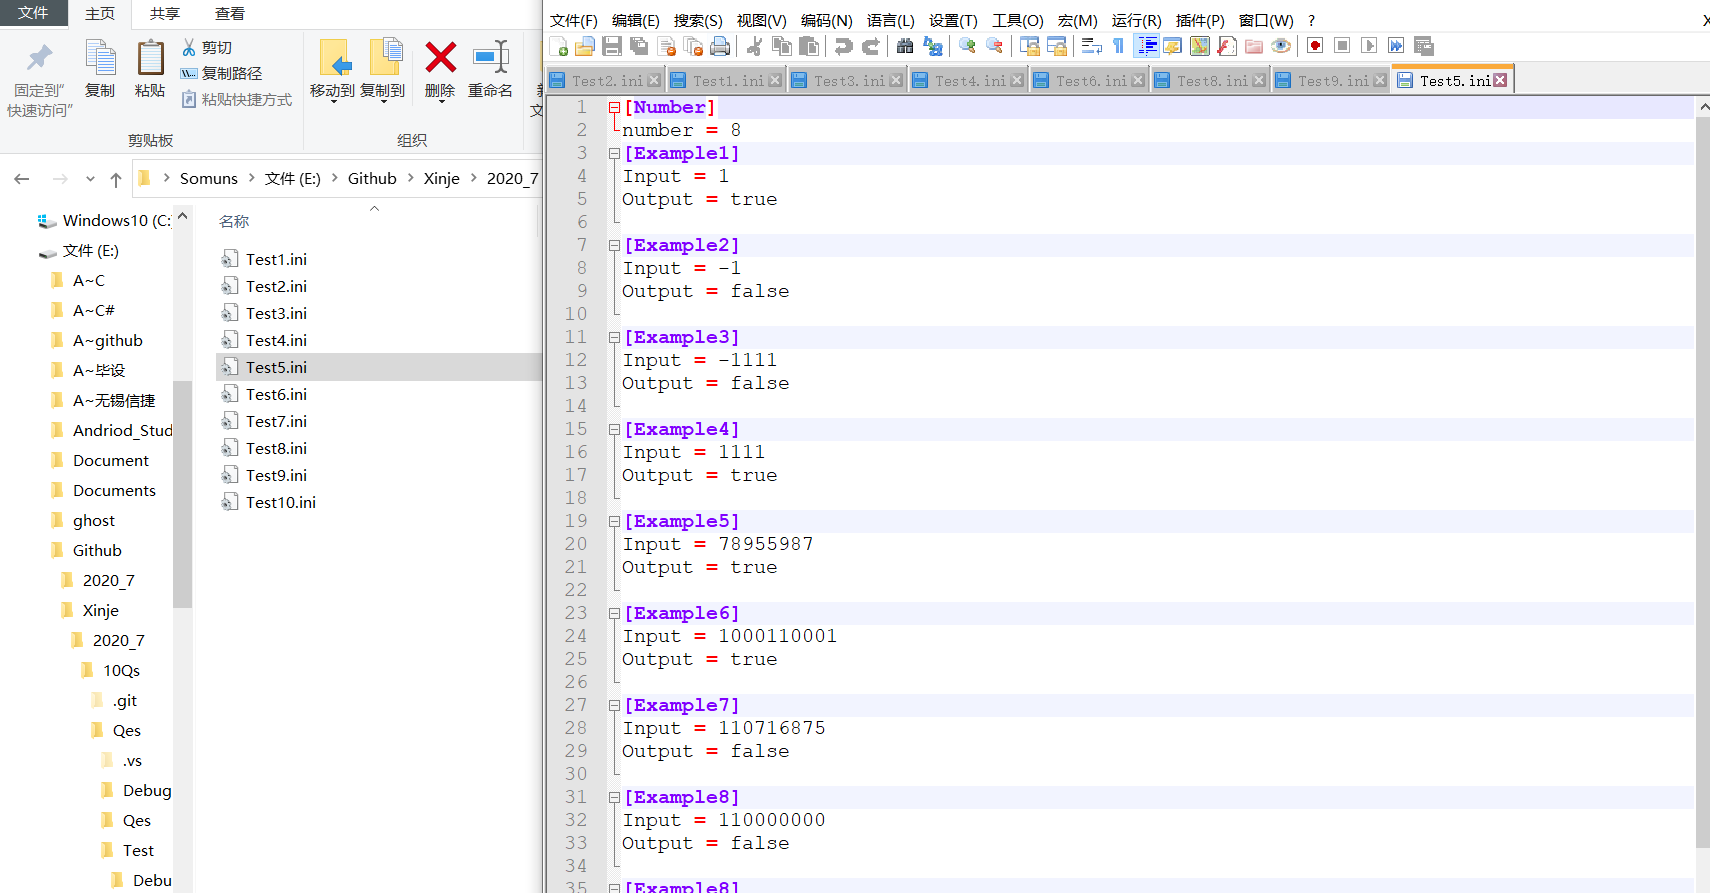 文件 主页 共享 查看
固定到“
快速访问”
复制
粘贴
剪切
复制路径
粘贴快捷方式
剪贴板
移动到
复制到
删除
重命名
组织
Somuns 文件 (E:) Github Xinje 2020_7
Windows10 (C:
文件 (E:)
A~C
A~C#
A~github
A~毕设
A~无锡信捷
Andriod_Stud
Document
Documents
ghost
Github
2020_7
Xinje
2020_7
10Qs
.git
Qes
.vs
Debug
Qes
Test
Debu
名称
Test1.ini
Test2.ini
Test3.ini
Test4.ini
Test5.ini
Test6.ini
Test7.ini
Test8.ini
Test9.ini
Test10.ini
文件(F) 编辑(E) 搜索(S) 视图(V) 编码(N) 语言(L) 设置(T) 工具(O) 宏(M) 运行(R) 插件(P) 窗口(W) ? X
Test2.ini Test1.ini Test3.ini Test4.ini Test6.ini Test8.ini Test9.ini Test5.ini
1 [Number]
2 number = 8
3 [Example1]
4 Input = 1
5 Output = true
6
7 [Example2]
8 Input = -1
9 Output = false
10
11 [Example3]
12 Input = -1111
13 Output = false
14
15 [Example4]
16 Input = 1111
17 Output = true
18
19 [Example5]
20 Input = 78955987
21 Output = true
22
23 [Example6]
24 Input = 1000110001
25 Output = true
26
27 [Example7]
28 Input = 110716875
29 Output = false
30
31 [Example8]
32 Input = 110000000
33 Output = false
34
35 [Example8]